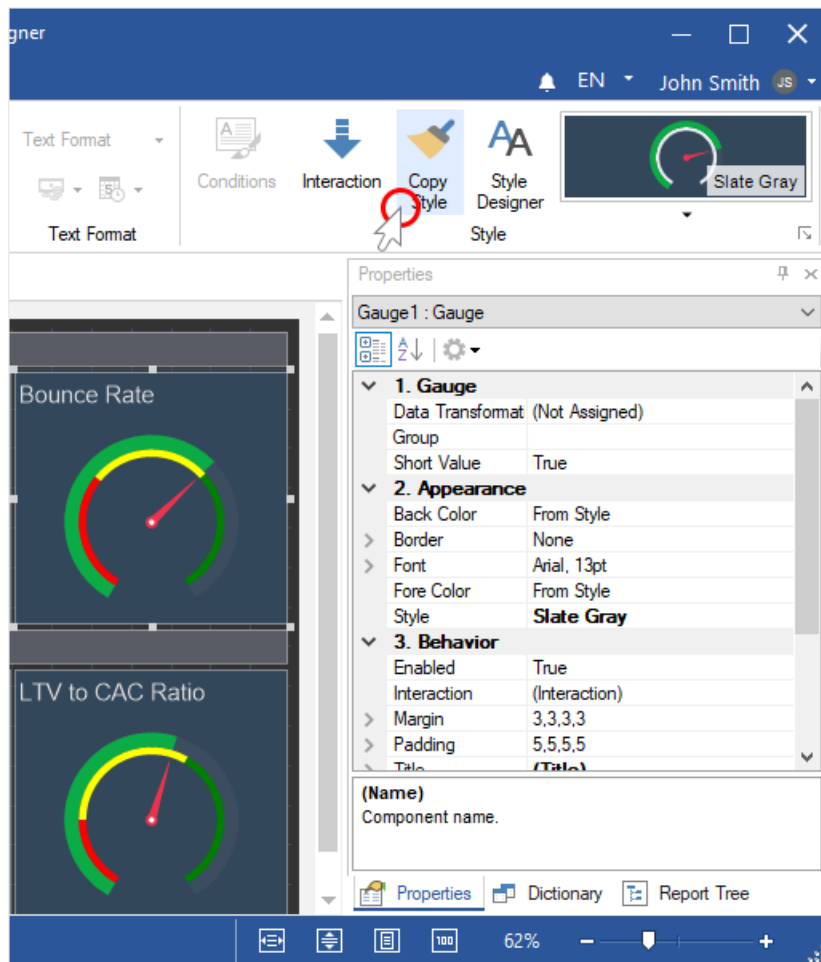 gner
EN
John Smith
JS
Text Format
Conditions
Interaction
Copy
Style
Style
Designer
Slate Gray
Text Format
Style
Properties
Gauge1 : Gauge
1. Gauge
Data Transformat (Not Assigned)
Group
Short Value True
2. Appearance
Back Color From Style
Border None
Font Arial, 13pt
Fore Color From Style
Style Slate Gray
3. Behavior
Enabled True
Interaction (Interaction)
Margin 3,3,3,3
Padding 5,5,5,5
Title (Title)
(Name)
Component name.
Bounce Rate
LTV to CAC Ratio
Properties
Dictionary
Report Tree
100
62%